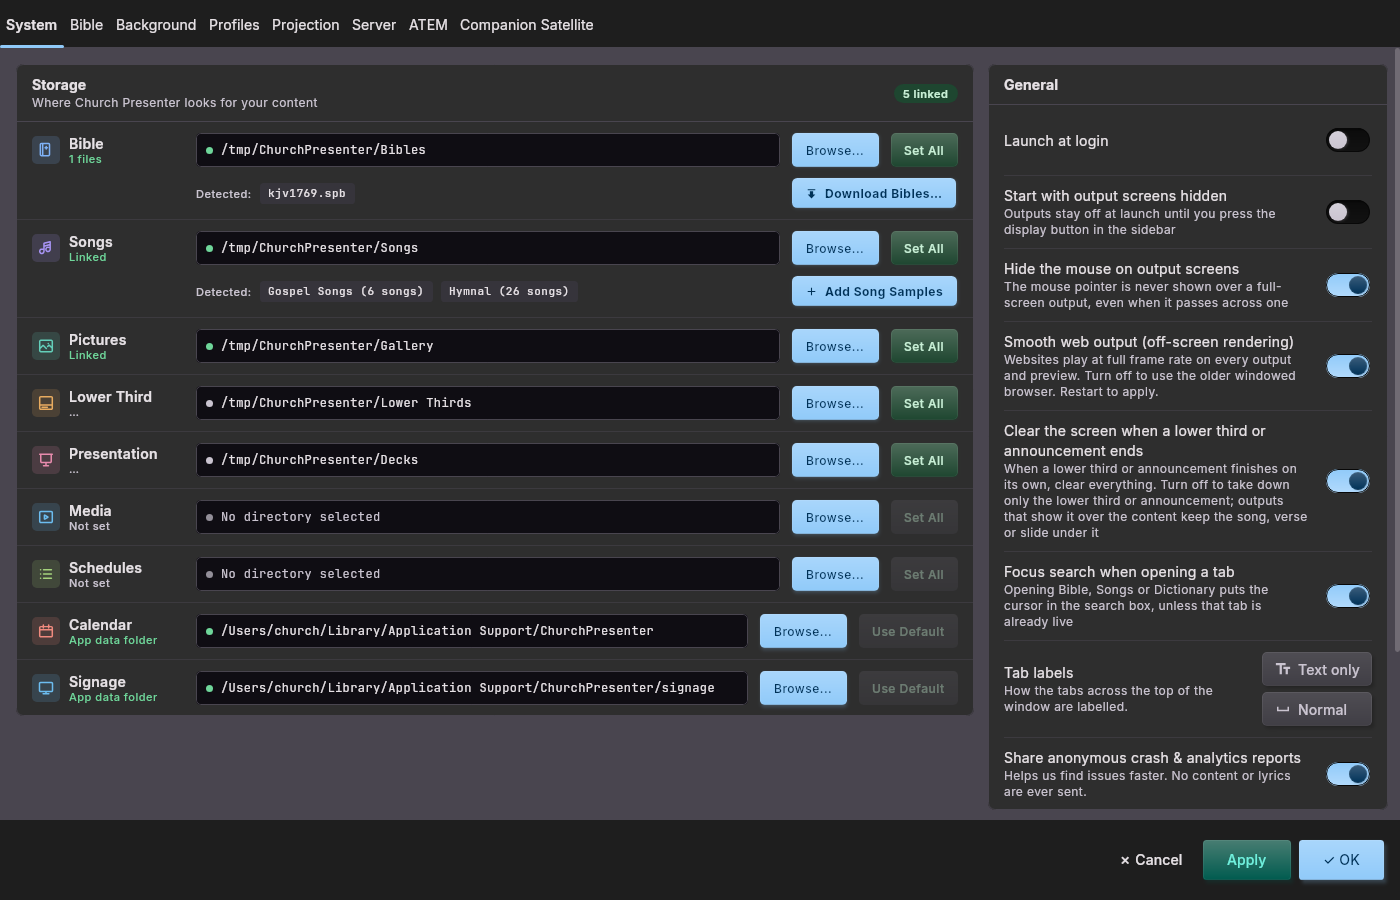 System Bible Background Profiles Projection Server ATEM Companion Satellite
Storage
Where Church Presenter looks for your content
5 linked
Bible
1 files
/tmp/ChurchPresenter/Bibles
Browse...
Set All
Detected: kjv1769.spb
Download Bibles...
Songs
Linked
/tmp/ChurchPresenter/Songs
Browse...
Set All
Detected: Gospel Songs (6 songs) Hymnal (26 songs)
+ Add Song Samples
Pictures
Linked
/tmp/ChurchPresenter/Gallery
Browse...
Set All
Lower Third
...
/tmp/ChurchPresenter/Lower Thirds
Browse...
Set All
Presentation
...
/tmp/ChurchPresenter/Decks
Browse...
Set All
Media
Not set
No directory selected
Browse...
Set All
Schedules
Not set
No directory selected
Browse...
Set All
Calendar
App data folder
/Users/church/Library/Application Support/ChurchPresenter
Browse...
Use Default
Signage
App data folder
/Users/church/Library/Application Support/ChurchPresenter/signage
Browse...
Use Default
General
Launch at login
Start with output screens hidden
Outputs stay off at launch until you press the
display button in the sidebar
Hide the mouse on output screens
The mouse pointer is never shown over a full-
screen output, even when it passes across one
Smooth web output (off-screen rendering)
Websites play at full frame rate on every output
and preview. Turn off to use the older windowed
browser. Restart to apply.
Clear the screen when a lower third or
announcement ends
When a lower third or announcement finishes on
its own, clear everything. Turn off to take down
only the lower third or announcement; outputs
that show it over the content keep the song, verse
or slide under it
Focus search when opening a tab
Opening Bible, Songs or Dictionary puts the
cursor in the search box, unless that tab is
already live
Tab labels
How the tabs across the top of the
window are labelled.
Text only
Normal
Share anonymous crash & analytics reports
Helps us find issues faster. No content or lyrics
are ever sent.
× Cancel
Apply
✓ OK